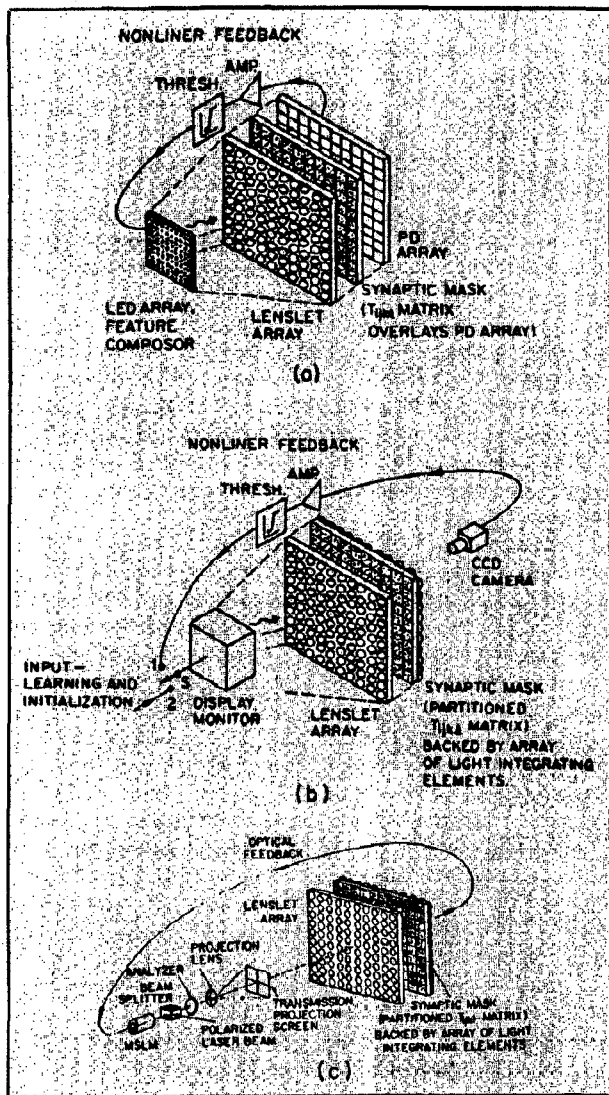 NONLINER FEEDBACK
AMP
THRESH.
PD
ARRAY
SYNAPTIC MASK
(Tijkl MATRIX
OVERLAYS PD ARRAY)
LED ARRAY,
FEATURE
COMPOSOR
LENSLET
ARRAY
(a)
NONLINER FEEDBACK
AMP
THRESH.
CCD
CAMERA
INPUT-
LEARNING AND
INITIALIZATION
1
S
2
DISPLAY
MONITOR
LENSLET
ARRAY
SYNAPTIC MASK
(PARTITIONED
Tijkl MATRIX)
BACKED BY ARRAY
OF LIGHT INTEGRATING
ELEMENTS.
(b)
OPTICAL
FEEDBACK
LENSLET
ARRAY
PROJECTION
LENS
ANALYZER
BEAM
SPLITTER
MSLM
POLARIZED
LASER BEAM
TRANSMISSION
PROJECTION
SCREEN
SYNAPTIC MASK
(PARTITIONED Tijkl MATRIX)
BACKED BY ARRAY OF LIGHT
INTEGRATING ELEMENTS
(c)